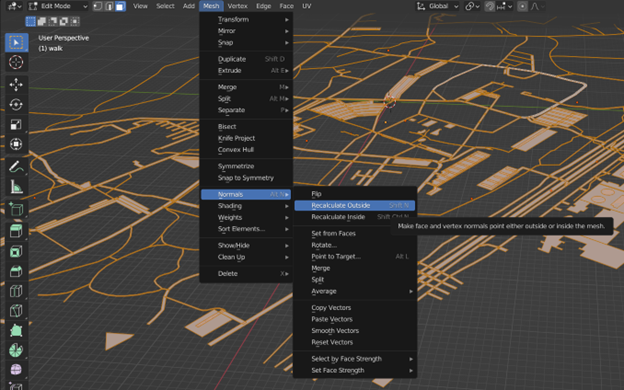 Edit Mode
View Select Add Mesh Vertex Edge Face UV
Global
User Perspective
(1) walk
Transform
Mirror
Snap
Duplicate Shift D
Extrude Alt E
Merge M
Split Alt M
Separate P
Bisect
Knife Project
Convex Hull
Symmetrize
Snap to Symmetry
Normals Alt N
Shading
Weights
Sort Elements...
Show/Hide
Clean Up
Delete X
Flip
Recalculate Outside Shift N
Recalculate Inside Shift Ctrl N
Make face and vertex normals point either outside or inside the mesh.
Set from Faces
Rotate...
Point to Target... Alt L
Merge
Split
Average
Copy Vectors
Paste Vectors
Smooth Vectors
Reset Vectors
Select by Face Strength
Set Face Strength